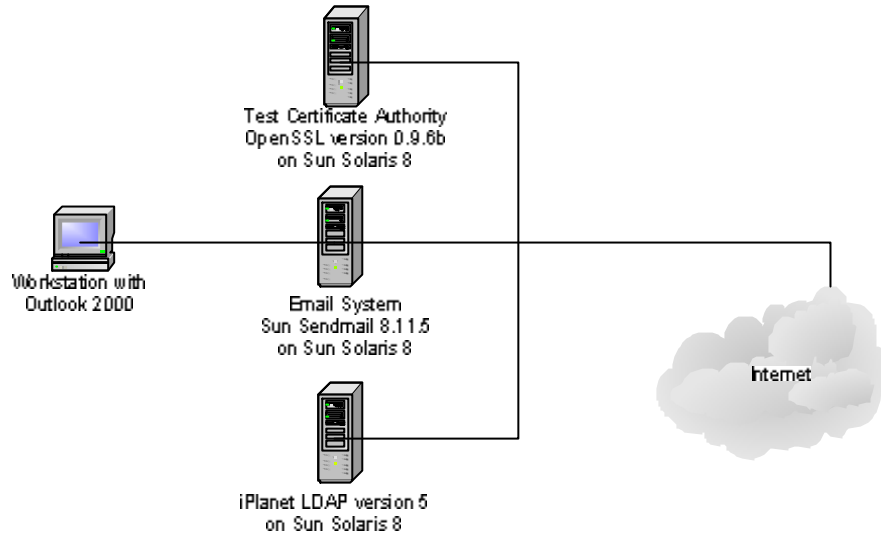 Test Certificate Authority
OpenSSL version 0.9.6b
on Sun Solaris 8
Workstation with
Outlook 2000
Email System
Sun Sendmail 8.11.5
on Sun Solaris 8
Internet
iPlanet LDAP version 5
on Sun Solaris 8